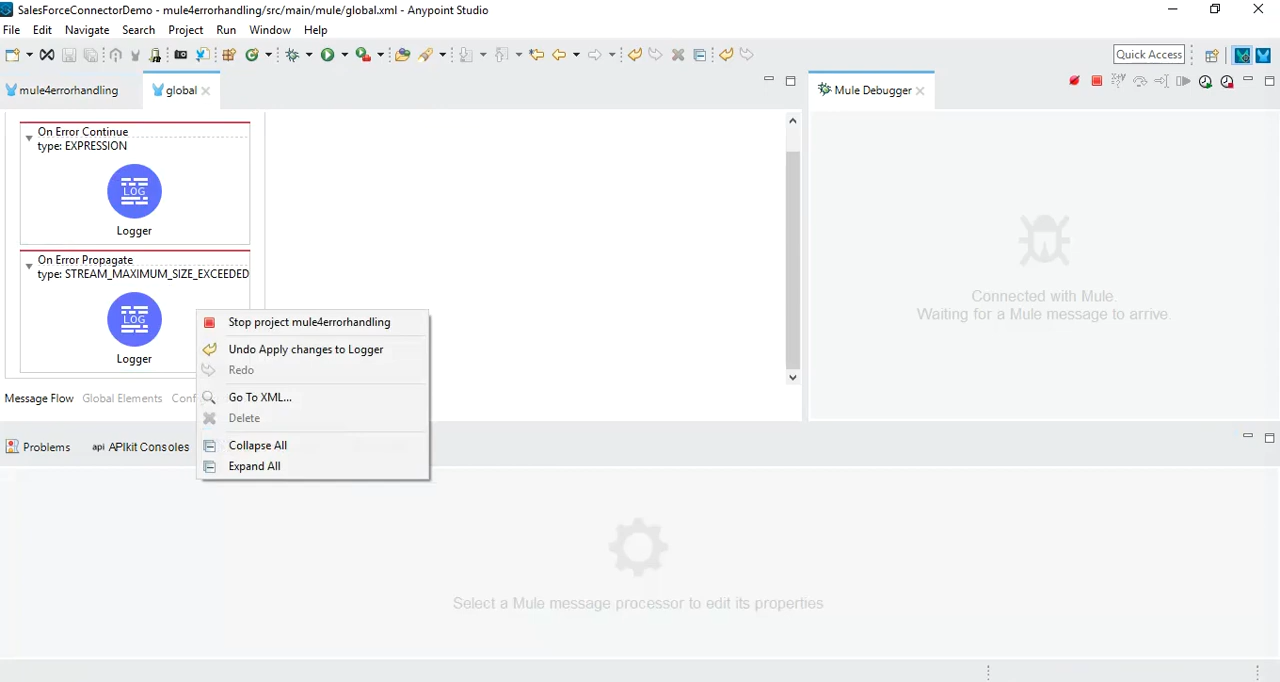 SalesForceConnectorDemo - mule4errorhandling/src/main/mule/global.xml - Anypoint Studio
File Edit Navigate Search Project Run Window Help
Quick Access
mule4errorhandling
global
Mule Debugger
On Error Continue
type: EXPRESSION
LOG
Logger
On Error Propagate
type: STREAM_MAXIMUM_SIZE_EXCEEDED
LOG
Logger
Connected with Mule.
Waiting for a Mule message to arrive.
Stop project mule4errorhandling
Undo Apply changes to Logger
Redo
Go To XML...
Delete
Collapse All
Expand All
Message Flow Global Elements Conf
Problems
api APIkit Consoles
Select a Mule message processor to edit its properties